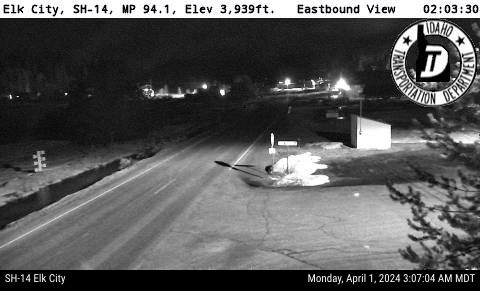 Elk City, SH-14, MP 94.1, Elev 3,939ft. Eastbound View 02:03:30
IDAHO
TRANSPORTATION DEPARTMENT
SH-14 Elk City Monday, April 1, 2024 3:07:04 AM MDT